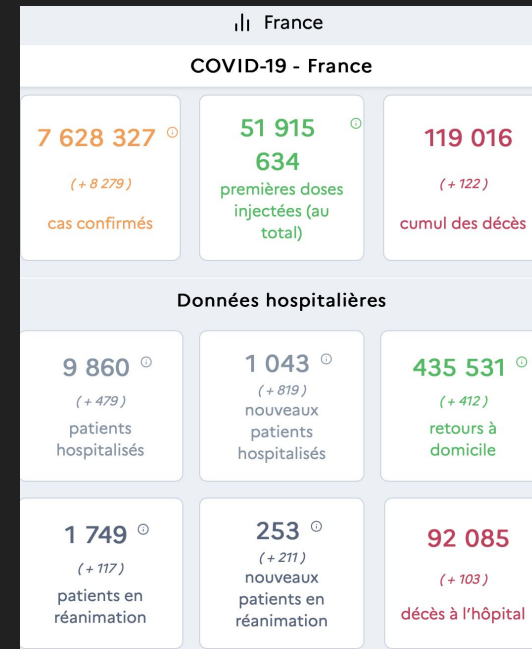 France
COVID-19 - France
7 628 327
(+ 8 279)
cas confirmés
51 915
634
premières doses
injectées (au
total)
119 016
(+ 122)
cumul des décès
Données hospitalières
9 860
(+ 479)
patients
hospitalisés
1 043
(+ 819)
nouveaux
patients
hospitalisés
435 531
(+ 412)
retours à
domicile
1 749
(+ 117)
patients en
réanimation
253
(+ 211)
nouveaux
patients en
réanimation
92 085
(+ 103)
décès à l’hôpital